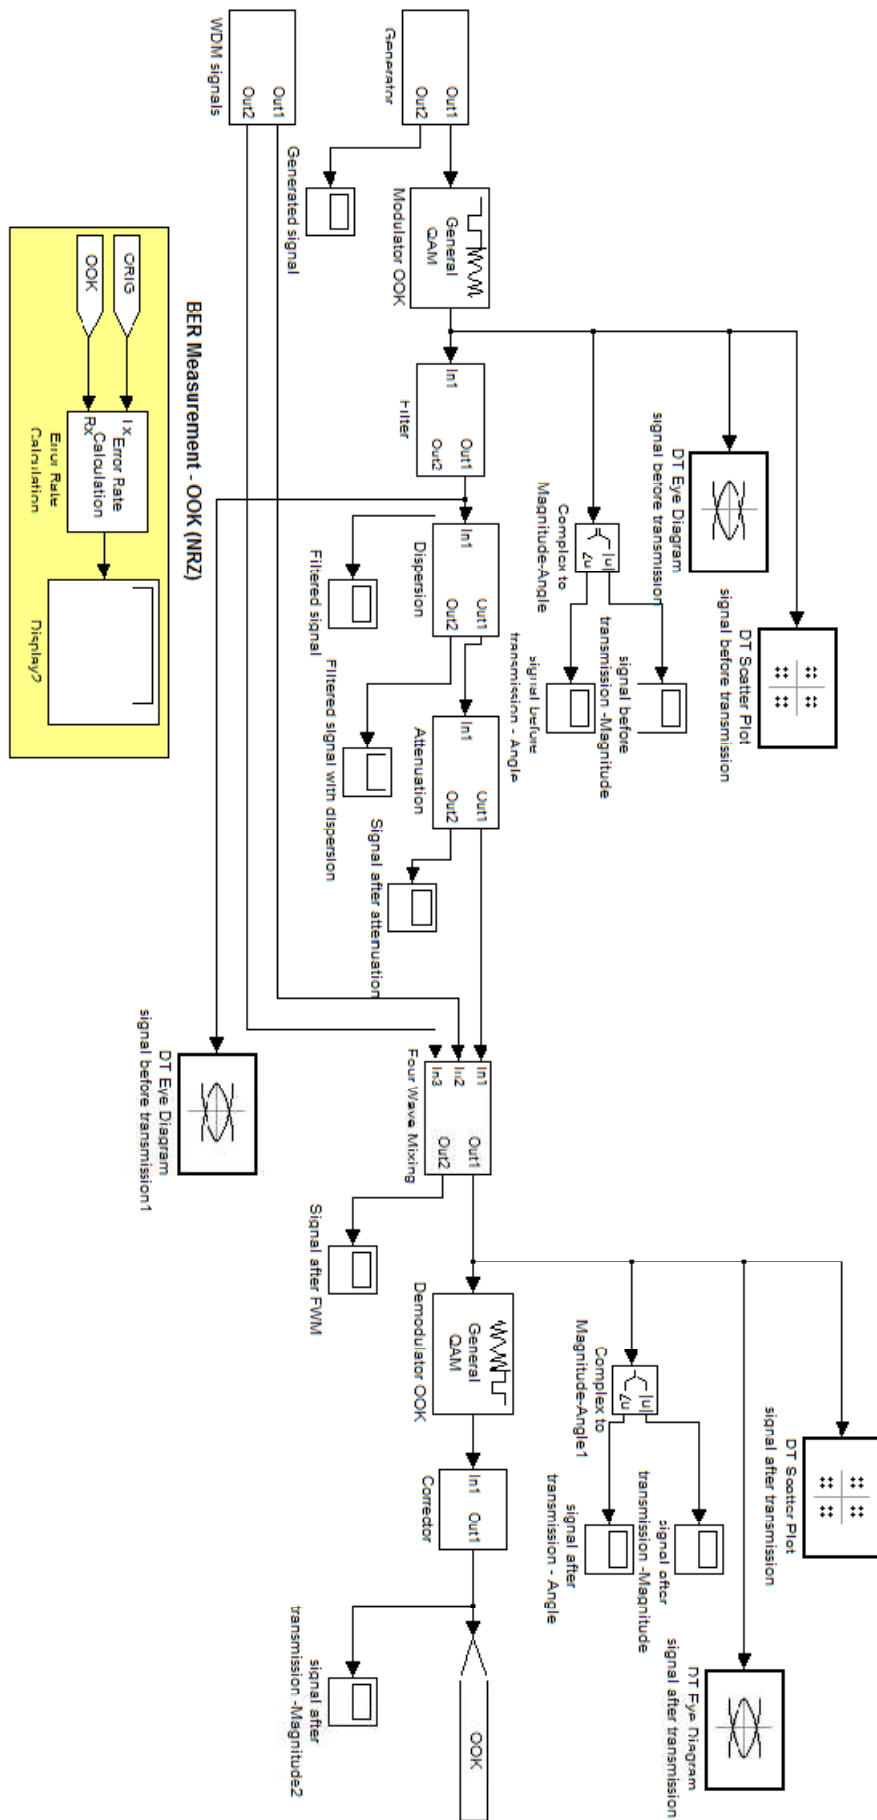 DT Scatter Plot
signal before transmission
DT Eye Diagram
signal before transmission
|u|
∠u
Complex to
Magnitude-Angle
signal before
transmission -Magnitude
signal before
transmission - Angle
Out1
Out2
Generator
General
QAM
Modulator OOK
Generated signal
In1
Out1
Out2
Filter
In1
Out1
Out2
Dispersion
Filtered signal
In1
Out1
Out2
Attenuation
Filtered signal with dispersion
Signal after attenuation
Out1
Out2
WDM signals
In1
In2
In3
Out1
Out2
Four Wave Mixing
Signal after FWM
DT Eye Diagram
signal before transmission1
DT Scatter Plot
signal after transmission
DT Eye Diagram
signal after transmission
|u|
∠u
Complex to
Magnitude-Angle1
signal after
transmission -Magnitude
signal after
transmission - Angle
General
QAM
Demodulator OOK
In1
Out1
Corrector
OOK
signal after
transmission -Magnitude2
BER Measurement - OOK (NRZ)
ORIG
OOK
Tx
Rx
Error Rate
Calculation
Error Rate
Calculation
Display2